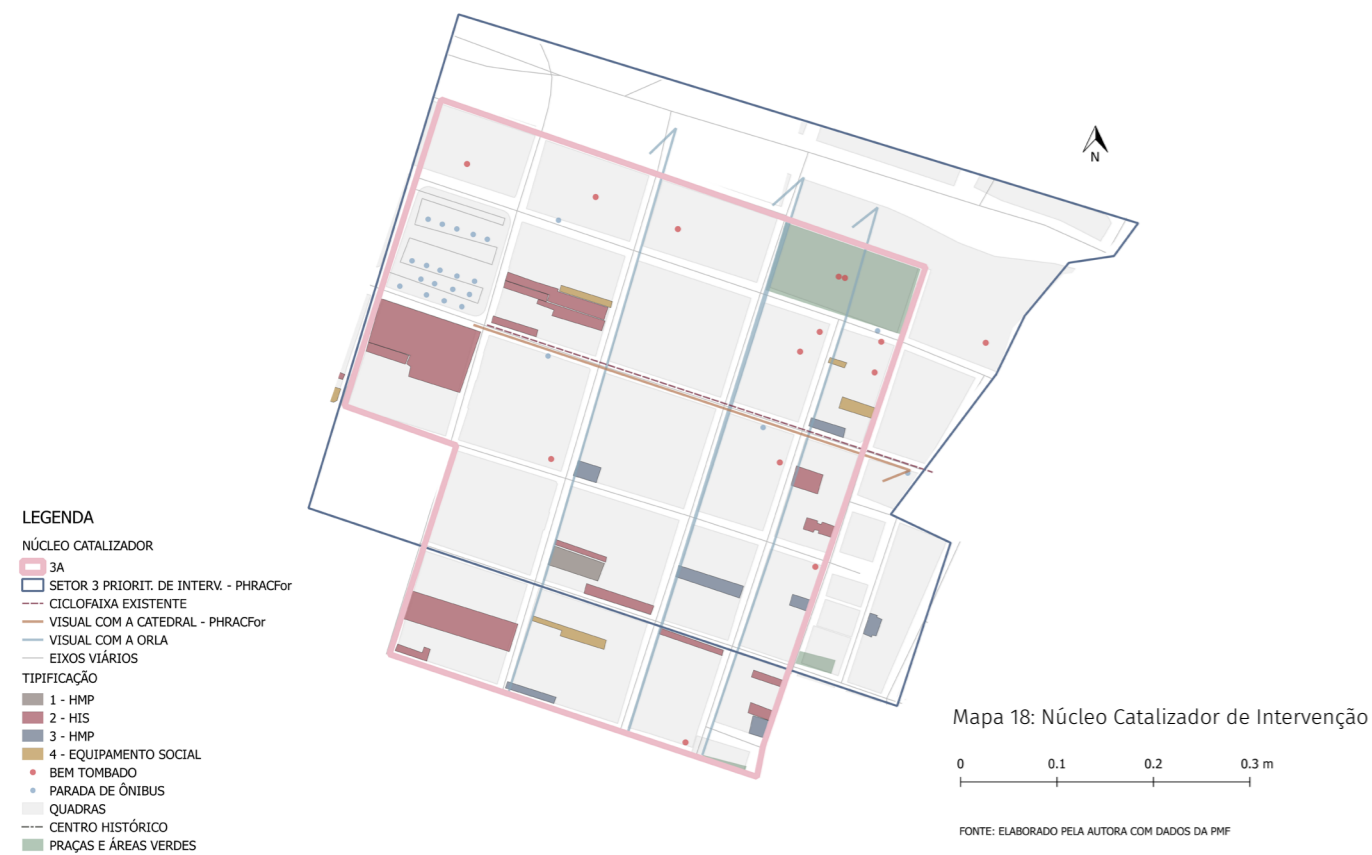 N
LEGENDA
NÚCLEO CATALIZADOR
3A
SETOR 3 PRIORIT. DE INTERV. - PHRACFor
CICLOFAIXA EXISTENTE
VISUAL COM A CATEDRAL - PHRACFor
VISUAL COM A ORLA
EIXOS VIÁRIOS
TIPIFICAÇÃO
1 - HMP
2 - HIS
3 - HMP
4 - EQUIPAMENTO SOCIAL
BEM TOMBADO
PARADA DE ÔNIBUS
QUADRAS
CENTRO HISTÓRICO
PRAÇAS E ÁREAS VERDES
Mapa 18: Núcleo Catalizador de Intervenção
0 0.1 0.2 0.3 m
FONTE: ELABORADO PELA AUTORA COM DADOS DA PMF